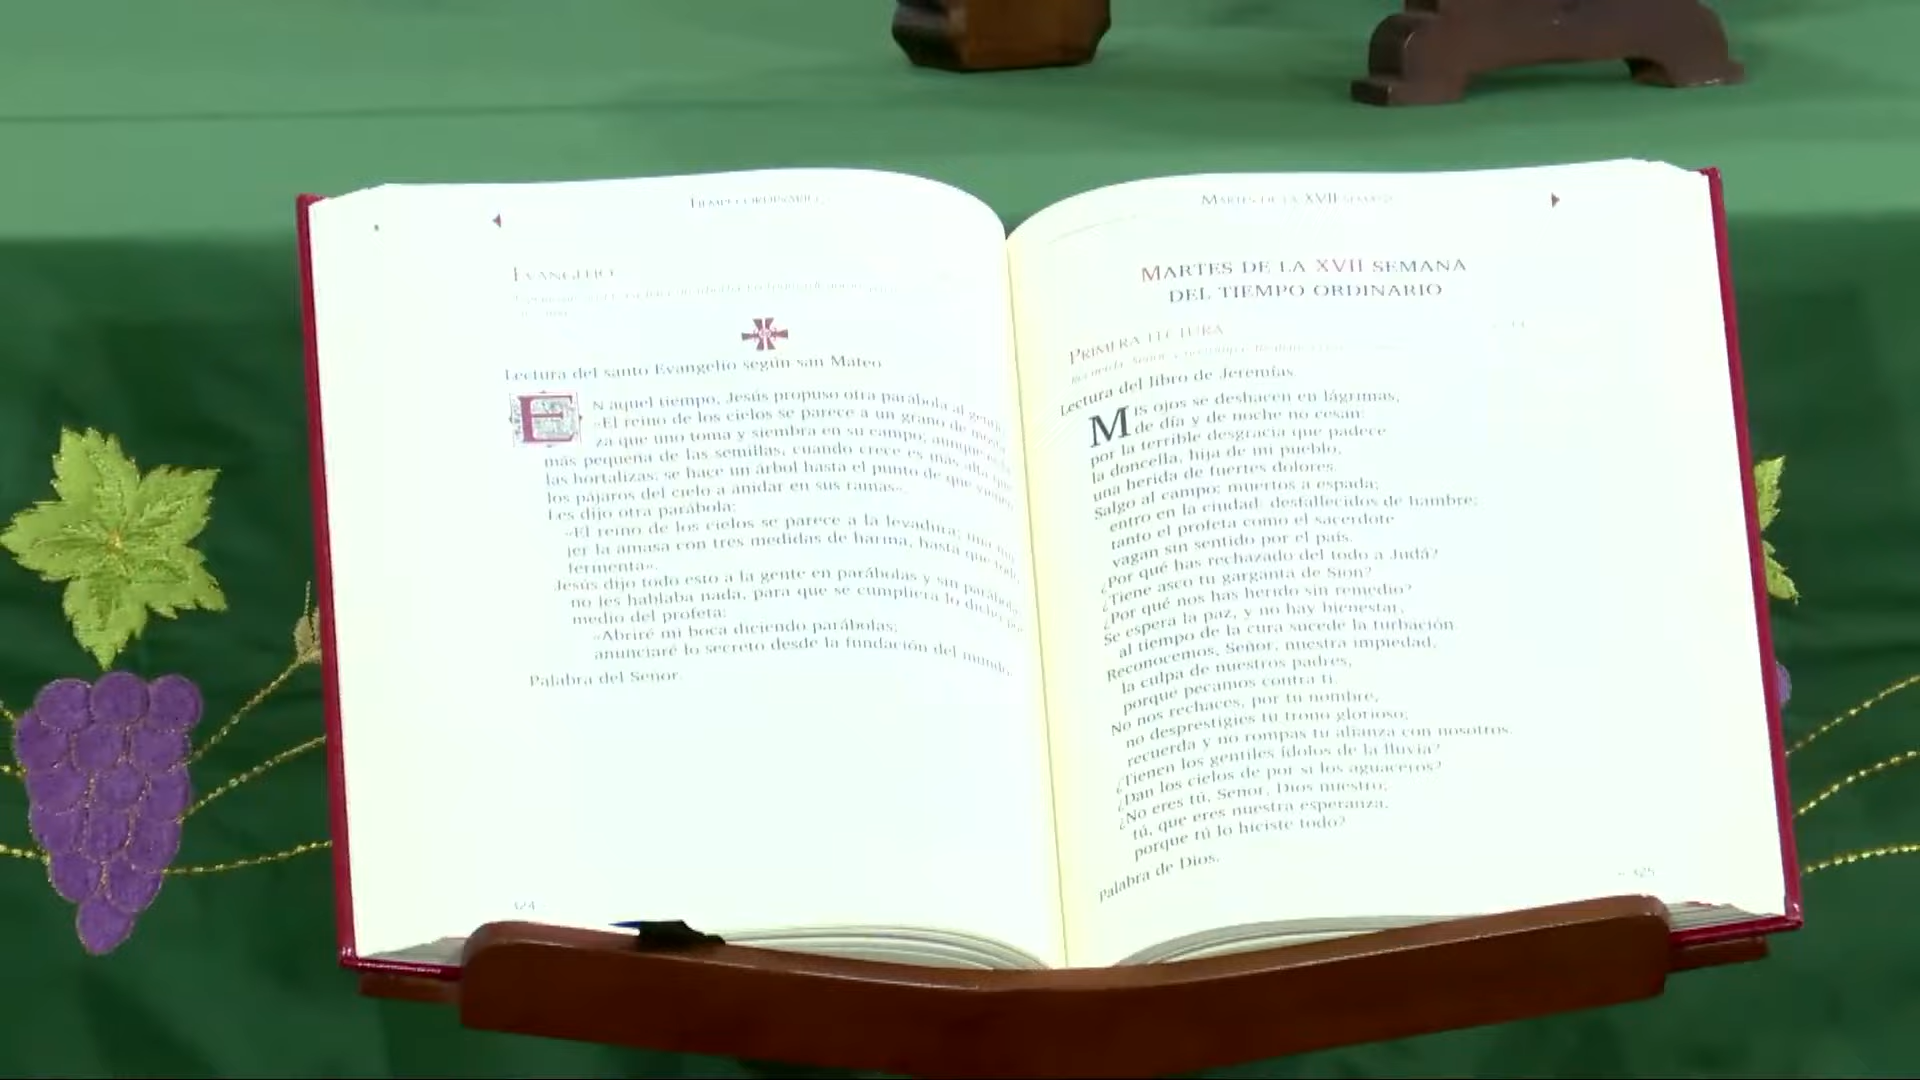 TIEMPO ORDINARIO
EVANGELIO
Lectura del santo Evangelio según san Mateo
EN aquel tiempo, Jesús propuso otra parábola al gentío:
«El reino de los cielos se parece a un grano de
za que uno toma y siembra en su campo; aunque es la
más pequeña de las semillas, cuando crece es más alta que
las hortalizas; se hace un árbol hasta el punto de que vienen
los pájaros del cielo a anidar en sus ramas».
Les dijo otra parábola:
«El reino de los cielos se parece a la levadura; una mu
jer la amasa con tres medidas de harina, hasta que todo
fermenta».
Jesús dijo todo esto a la gente en parábolas y sin parábolas
no les hablaba nada, para que se cumpliera lo dicho por
medio del profeta:
«Abriré mi boca diciendo parábolas;
anunciaré lo secreto desde la fundación del mundo
Palabra del Señor.
324
MARTES DE LA XVII SEMANA
MARTES DE LA XVII SEMANA
DEL TIEMPO ORDINARIO
PRIMERA LECTURA
Lectura del libro de Jeremías.
MIS ojos se deshacen en lágrimas,
de día y de noche no cesan:
por la terrible desgracia que padece
la doncella, hija de mi pueblo,
una herida de fuertes dolores.
Salgo al campo: muertos a espada;
entro en la ciudad: desfallecidos de hambre;
tanto el profeta como el sacerdote
vagan sin sentido por el país.
¿Por qué has rechazado del todo a Judá?
¿Tiene asco tu garganta de Sion?
¿Por qué nos has herido sin remedio?
Se espera la paz, y no hay bienestar,
al tiempo de la cura sucede la turbación.
Reconocemos, Señor, nuestra impiedad,
la culpa de nuestros padres,
porque pecamos contra ti.
No nos rechaces, por tu nombre,
no desprestigies tu trono glorioso;
recuerda y no rompas tu alianza con nosotros.
¿Tienen los gentiles ídolos de la lluvia?
¿Dan los cielos de por sí los aguaceros?
¿No eres tú, Señor, Dios nuestro;
tú, que eres nuestra esperanza,
porque tú lo hiciste todo?
Palabra de Dios.
325